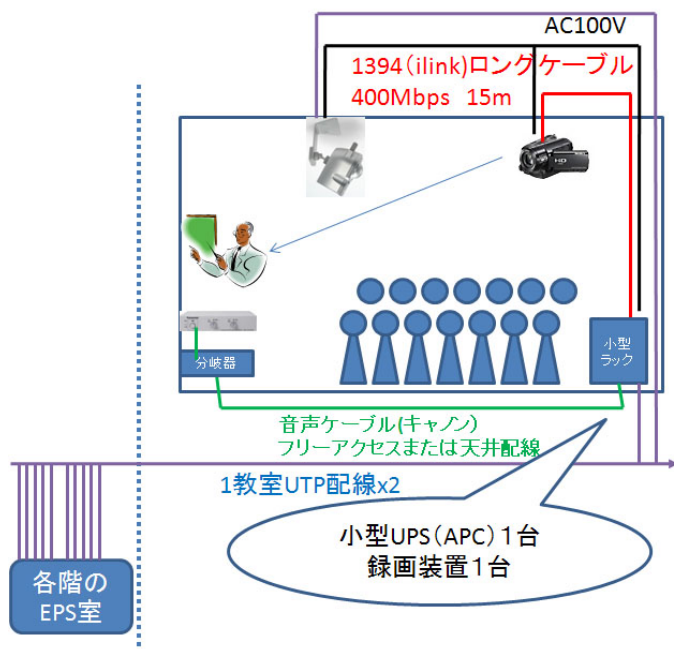 AC100V
1394(ilink)ロングケーブル
400Mbps 15m
分岐器
小型
ラック
音声ケーブル(キャノン)
フリーアクセスまたは天井配線
1教室UTP配線x2
小型UPS(APC)1台
録画装置1台
各階の
EPS室